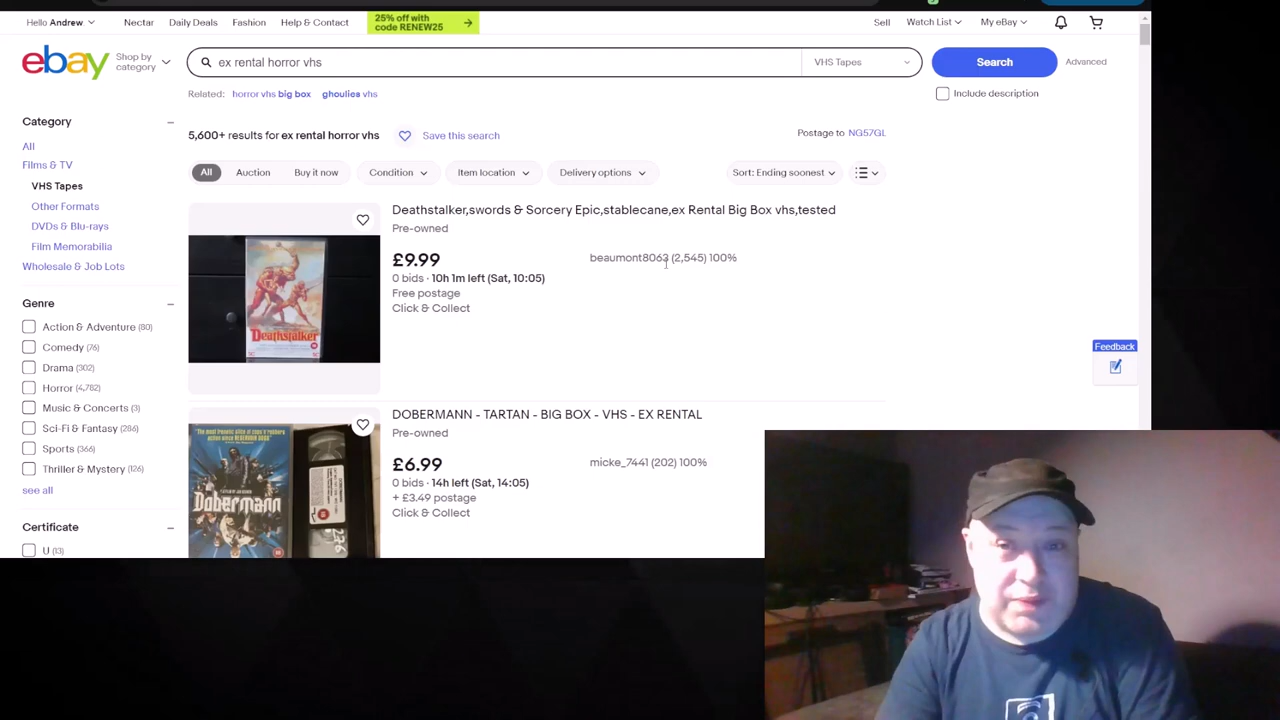 Hello Andrew.
Nectar
Daily Deals
Fashion
Help & Contact
25% off with
code RENEW25
Sell
Watch List
My eBay
ebay
Shop by
category
ex rental horror vhs
VHS Tapes
Search
Advanced
Related: horror vhs big box ghoulies vhs
Include description
Category
All
Films & TV
VHS Tapes
Other Formats
DVDs & Blu-rays
Film Memorabilia
Wholesale & Job Lots
Genre
Action & Adventure (80)
Comedy (76)
Drama (302)
Horror (4,782)
Music & Concerts (3)
Sci-Fi & Fantasy (286)
Sports (366)
Thriller & Mystery (126)
see all
Certificate
U (13)
5,600+ results for ex rental horror vhs
Save this search
Postage to NG57GL
All
Auction
Buy it now
Condition
Item location
Delivery options
Sort: Ending soonest
Deathstalker
Deathstalker,swords & Sorcery Epic,stablecane,ex Rental Big Box vhs,tested
Pre-owned
£9.99
beaumont8063 (2,545) 100%
0 bids · 10h 1m left (Sat, 10:05)
Free postage
Click & Collect
Feedback
Dobermann
DOBERMANN - TARTAN - BIG BOX - VHS - EX RENTAL
Pre-owned
£6.99
micke_7441 (202) 100%
0 bids · 14h left (Sat, 14:05)
+ £3.49 postage
Click & Collect